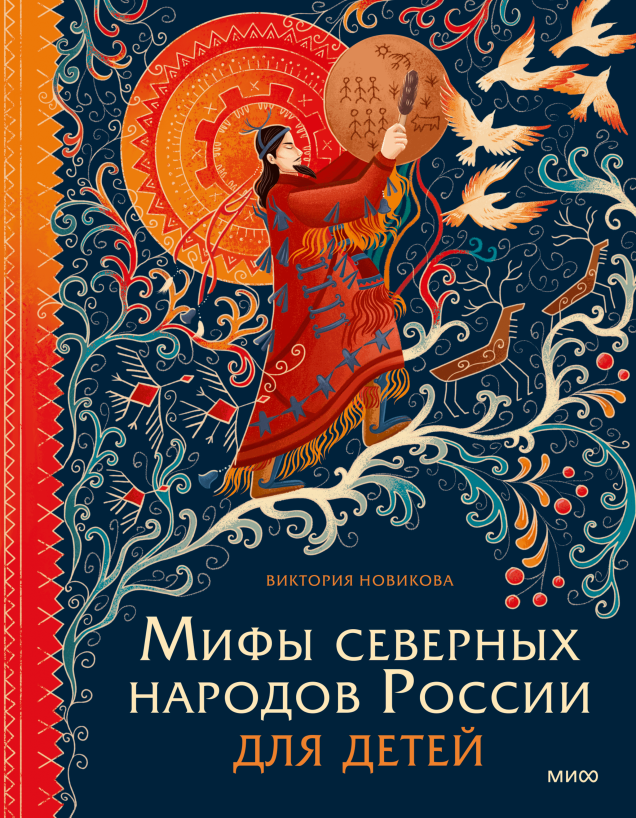 ВИКТОРИЯ НОВИКОВА
МИФЫ СЕВЕРНЫХ
НАРОДОВ РОССИИ
ДЛЯ ДЕТЕЙ
МИФ